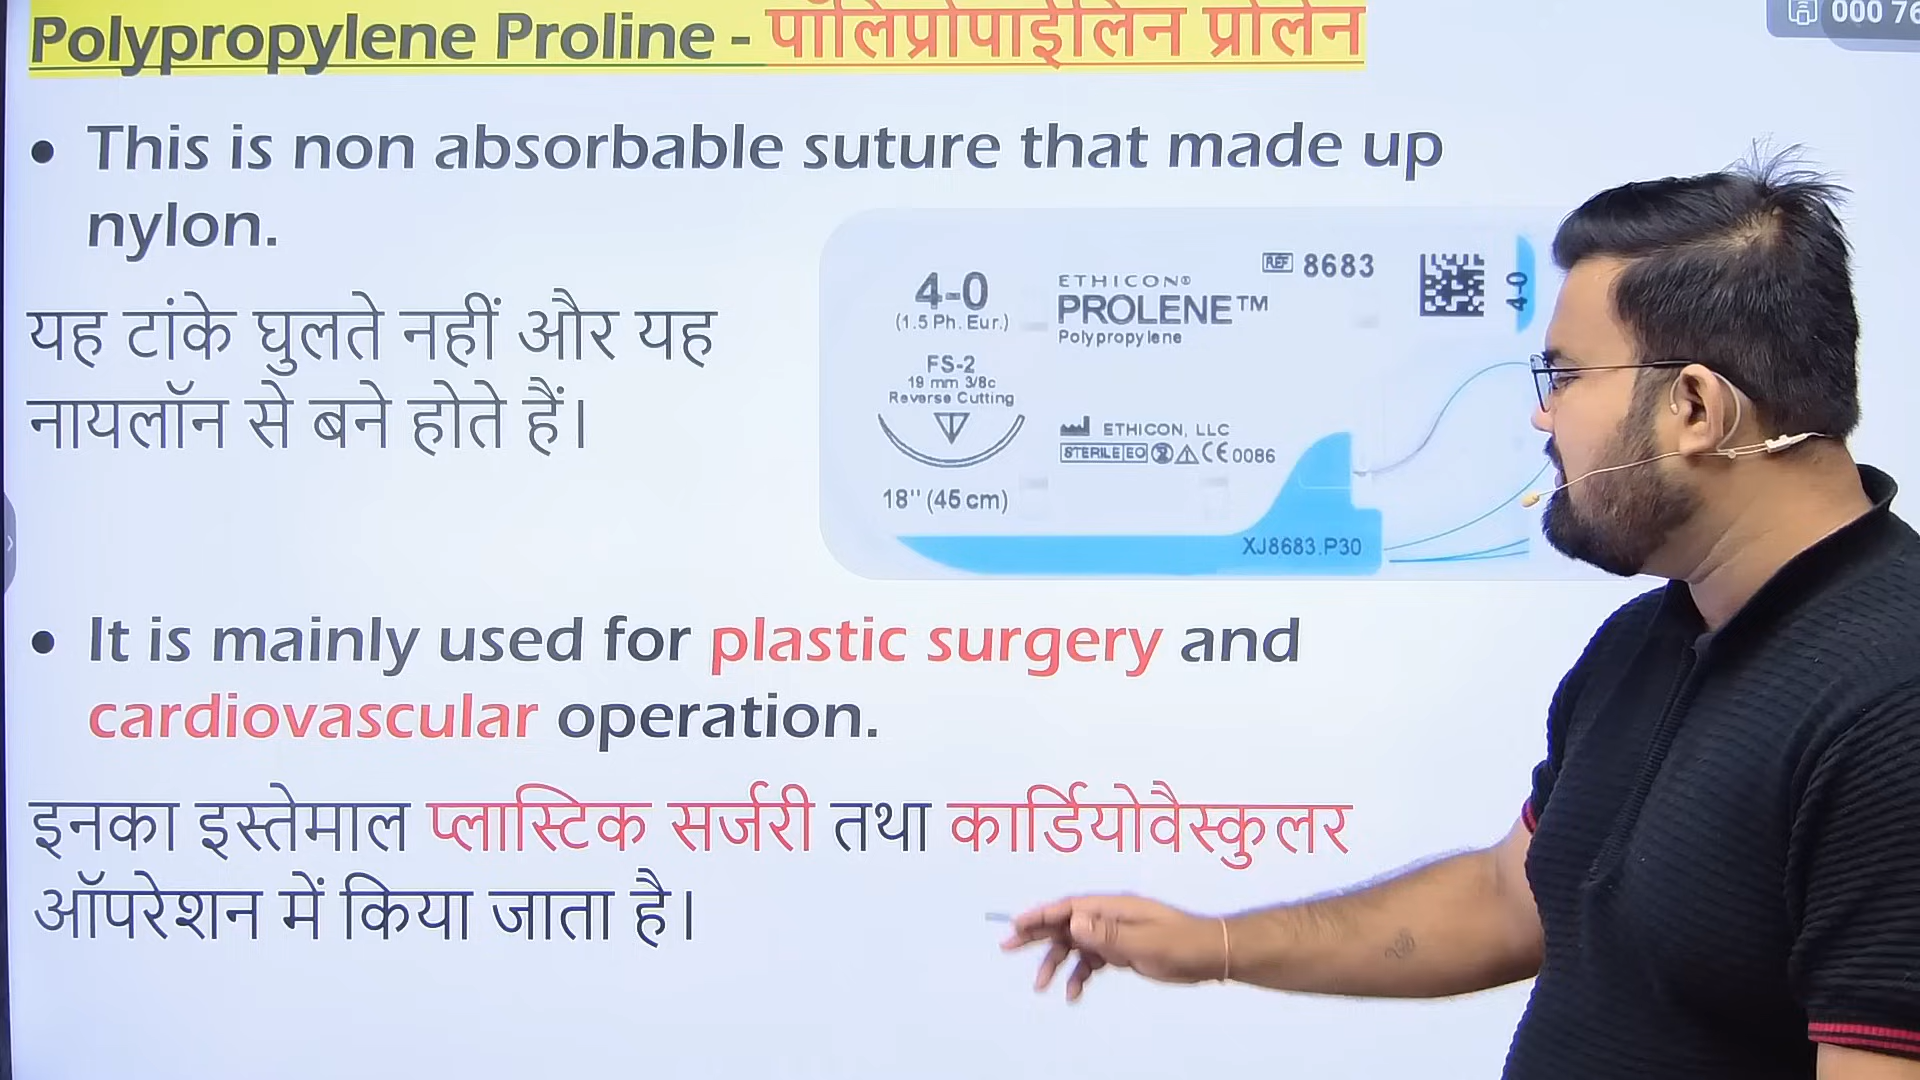 Polypropylene Proline - पॉलिप्रोपाईलिन प्रोलेन
000 76
• This is non absorbable suture that made up
nylon.
यह टांके घुलते नहीं और यह
नायलॉन से बने होते हैं।
4-0
(1.5 Ph. Eur.)
FS-2
19 mm 3/8c
Reverse Cutting
18" (45 cm)
ETHICON®
PROLENE™
Polypropylene
REF 8683
4-0
ETHICON, LLC
STERILE EO 2 CE 0086
XJ8683.P30
• It is mainly used for plastic surgery and
cardiovascular operation.
इनका इस्तेमाल प्लास्टिक सर्जरी तथा कार्डियोवैस्कुलर
ऑपरेशन में किया जाता है।